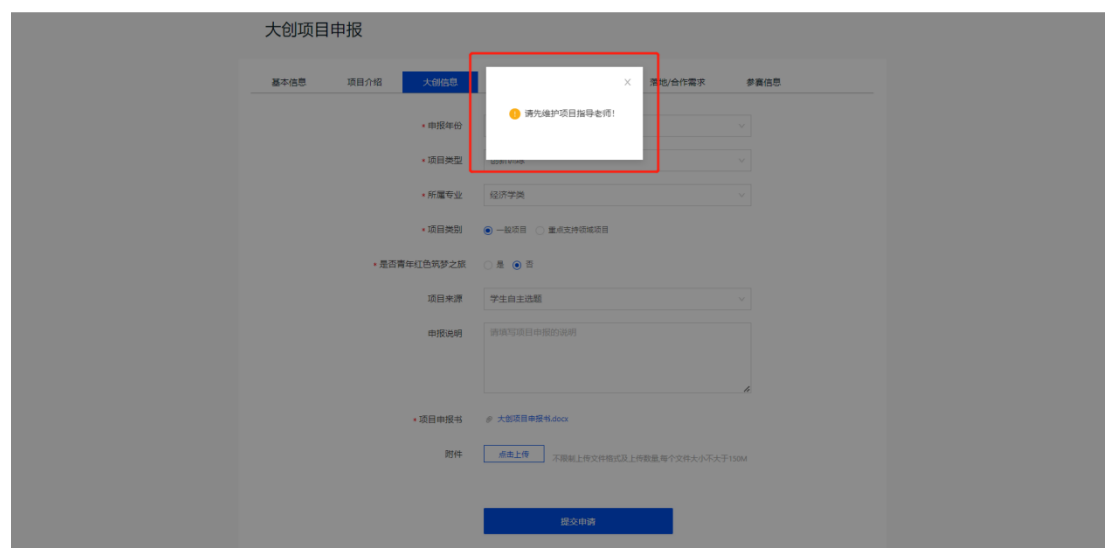 大创项目申报
基本信息 项目介绍 大创信息 落地/合作需求 参赛信息
请先维护项目指导老师！
* 申报年份
* 项目类型 创新训练
* 所属专业 经济学类
* 项目类别 一般项目 重点支持领域项目
* 是否青年红色筑梦之旅 是 否
项目来源 学生自主选题
申报说明 请填写项目申报的说明
* 项目申报书 大创项目申报书.docx
附件 点击上传 不限制上传文件格式及上传数量,每个文件大小不大于150M
提交申请